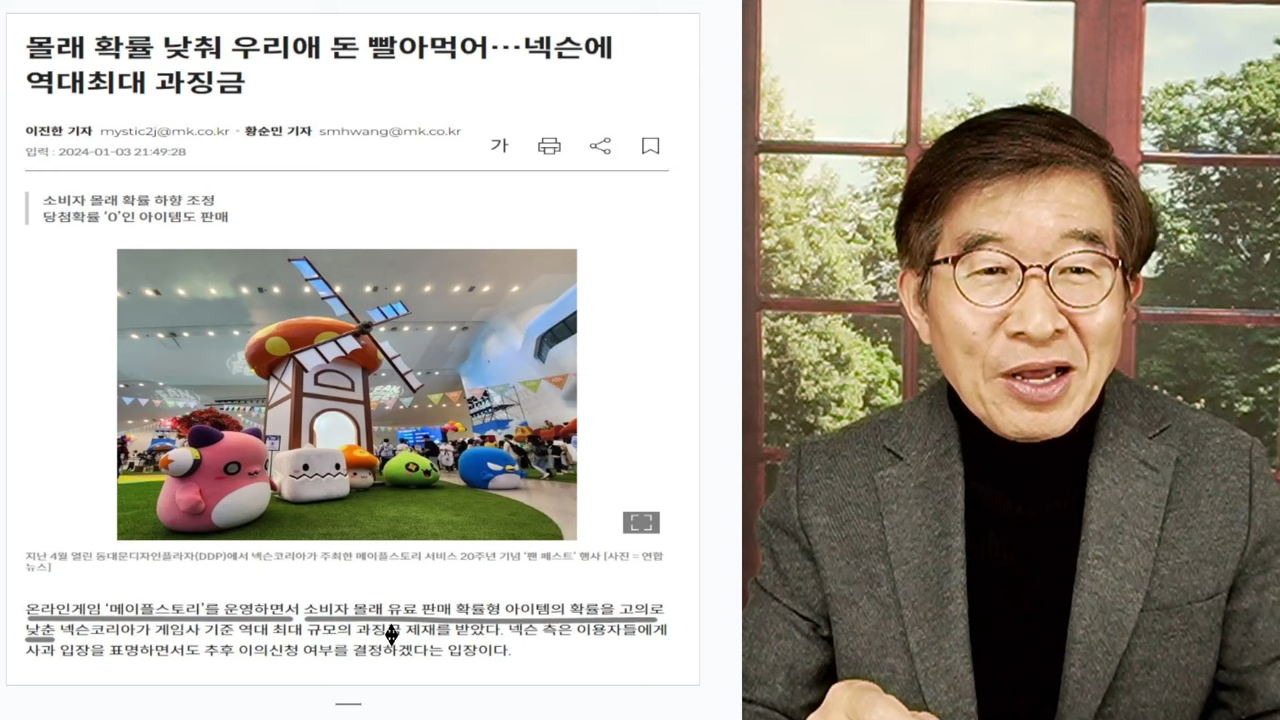 몰래 확률 낮춰 우리애 돈 빨아먹어…넥슨에
역대최대 과징금
이진한 기자 mystic2j@mk.co.kr · 황순민 기자 smhwang@mk.co.kr
입력 : 2024-01-03 21:49:28
가
소비자 몰래 확률 하향 조정
당첨확률 ‘0’인 아이템도 판매
지난 4월 열린 동대문디자인플라자(DDP)에서 넥슨코리아가 주최한 메이플스토리 서비스 20주년 기념 ‘팬 페스트’ 행사 [사진 = 연합
뉴스]
온라인게임 ‘메이플스토리’를 운영하면서 소비자 몰래 유료 판매 확률형 아이템의 확률을 고의로
낮춘 넥슨코리아가 게임사 기준 역대 최대 규모의 과징금 제재를 받았다. 넥슨 측은 이용자들에게
사과 입장을 표명하면서도 추후 이의신청 여부를 결정하겠다는 입장이다.